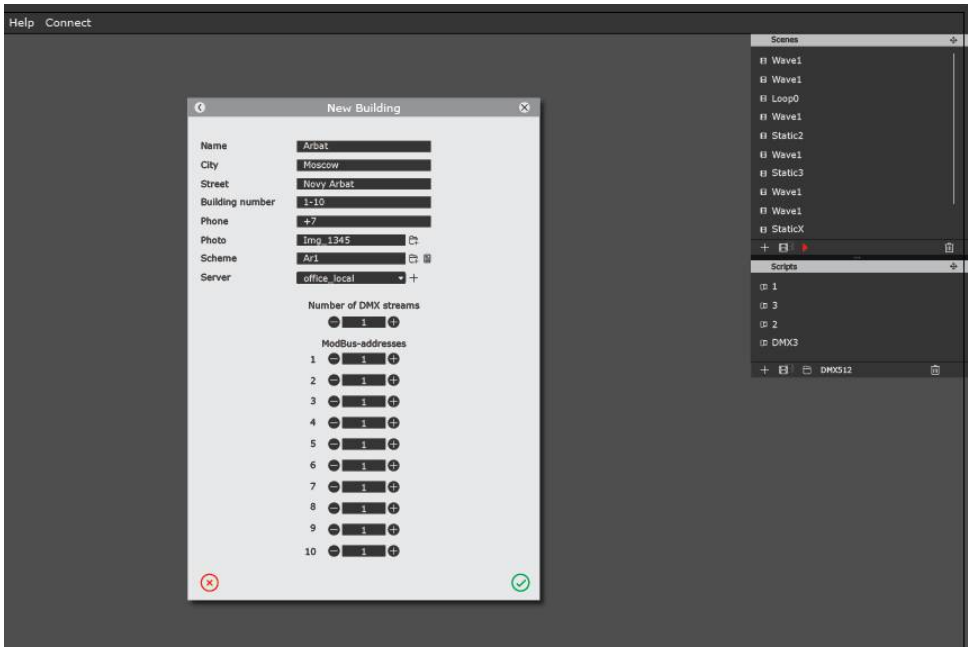 Help Connect
New Building
Name Arbat
City Moscow
Street Novy Arbat
Building number 1-10
Phone +7
Photo Img_1345
Scheme Ar1
Server office_local
Number of DMX streams
1
ModBus-addresses
1 1
2 1
3 1
4 1
5 1
6 1
7 1
8 1
9 1
10 1
Scenes
Wave1
Wave1
Loop0
Wave1
Static2
Wave1
Static3
Wave1
Wave1
StaticX
Scripts
1
3
2
DMX3
DMX512